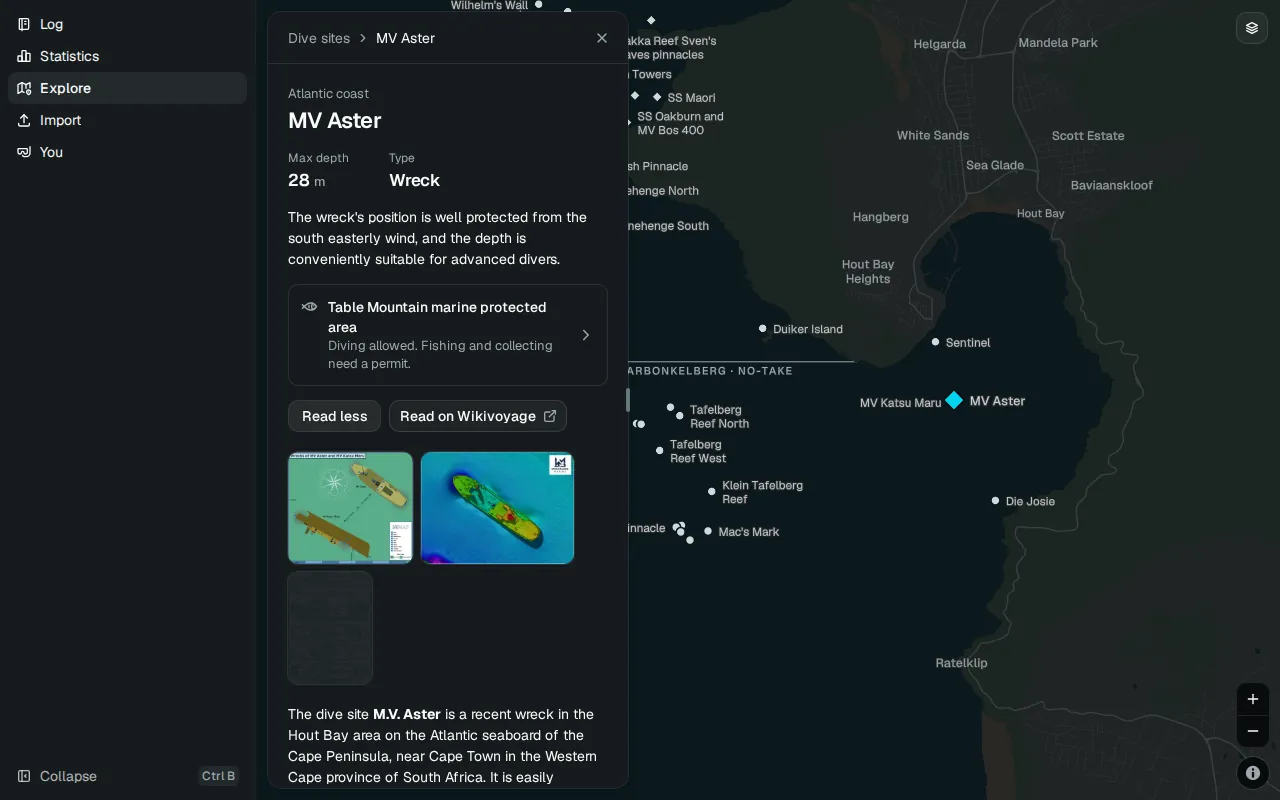 Log
Statistics
Explore
Import
You
Collapse
Ctrl B
Dive sites
MV Aster
Atlantic coast
MV Aster
Max depth
Type
28 m
Wreck
The wreck's position is well protected from the
south easterly wind, and the depth is
conveniently suitable for advanced divers.
Table Mountain marine protected
area
Diving allowed. Fishing and collecting
need a permit.
Read less
Read on Wikivoyage
The dive site M.V. Aster is a recent wreck in the
Hout Bay area on the Atlantic seaboard of the
Cape Peninsula, near Cape Town in the Western
Cape province of South Africa. It is easily
Wilhelm's Wall
akka Reef Sven's
aves pinnacles
Towers
SS Maori
SS Oakburn and
MV Bos 400
sh Pinnacle
ehenge North
nehenge South
Helgarda
Mandela Park
White Sands
Scott Estate
Sea Glade
Baviaanskloof
Hangberg
Hout Bay
Hout Bay
Heights
Duiker Island
Sentinel
ARBONKELBERG · NO-TAKE
MV Katsu Maru
MV Aster
Tafelberg
Reef North
Tafelberg
Reef West
Klein Tafelberg
Reef
Die Josie
innacle
Mac's Mark
Ratelklip